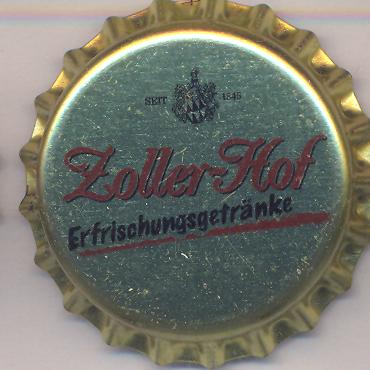 SEIT 1845
Zoller-Hof
Erfrischungsgetränke